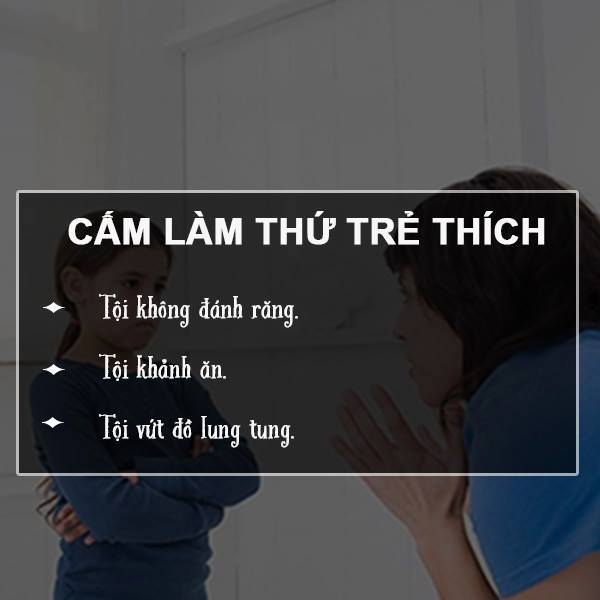 CẤM LÀM THỨ TRẺ THÍCH
Tội không đánh răng.
Tội khảnh ăn.
Tội vứt đồ lung tung.